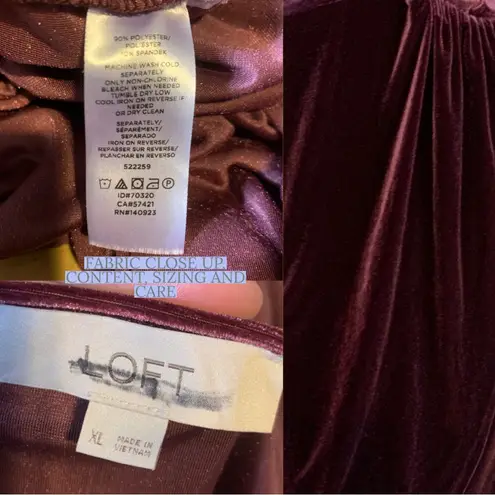 90% POLYESTER/
POLYESTER
10% SPANDEX
MACHINE WASH COLD
SEPARATELY
ONLY NON-CHLORINE
BLEACH WHEN NEEDED
TUMBLE DRY LOW
COOL IRON ON REVERSE IF
NEEDED
OR DRY CLEAN
SEPARATELY/
SÉPARÉMENT/
SEPARADO
IRON ON REVERSE/
REPASSER SUR REVERS/
PLANCHAR EN REVERSO
522259
ID#70320
CA#57421
RN#140923
FABRIC CLOSE UP,
CONTENT, SIZING AND
CARE
LOFT
XL
MADE IN
VIETNAM